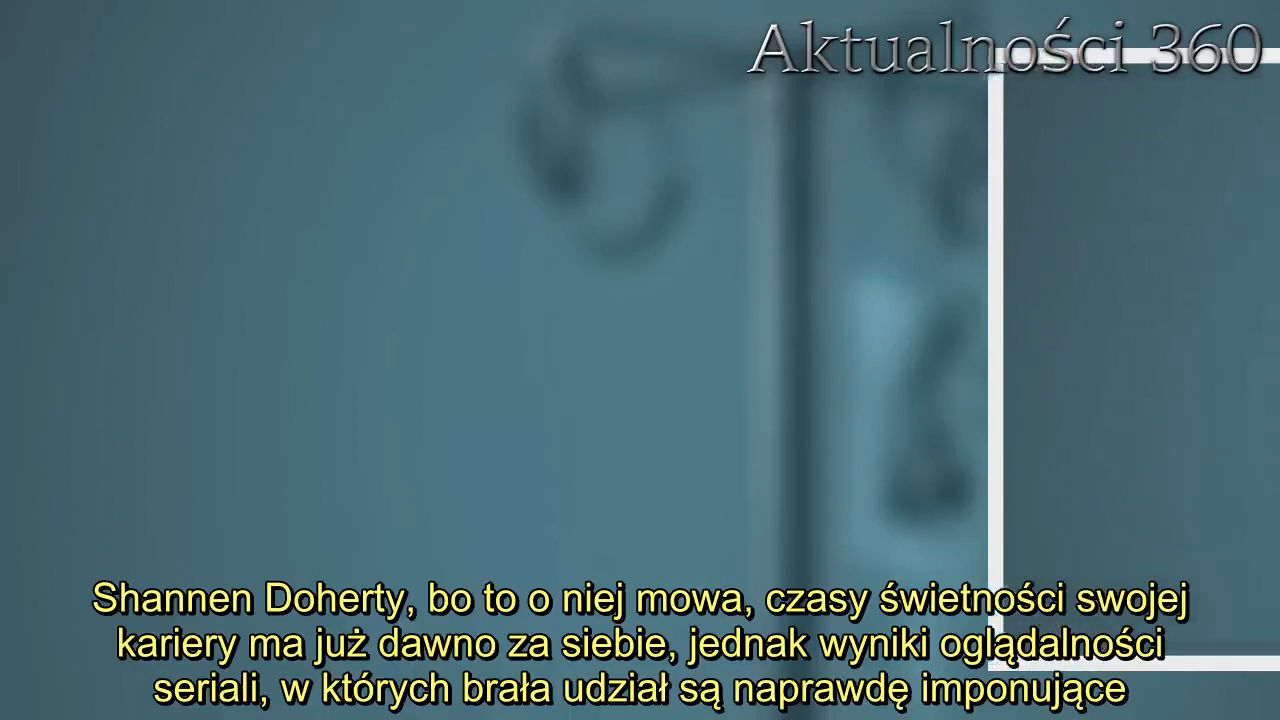 Aktualności 360
Shannen Doherty, bo to o niej mowa, czasy świetności swojej
kariery ma już dawno za siebie, jednak wyniki oglądalności
seriali, w których brała udział są naprawdę imponujące